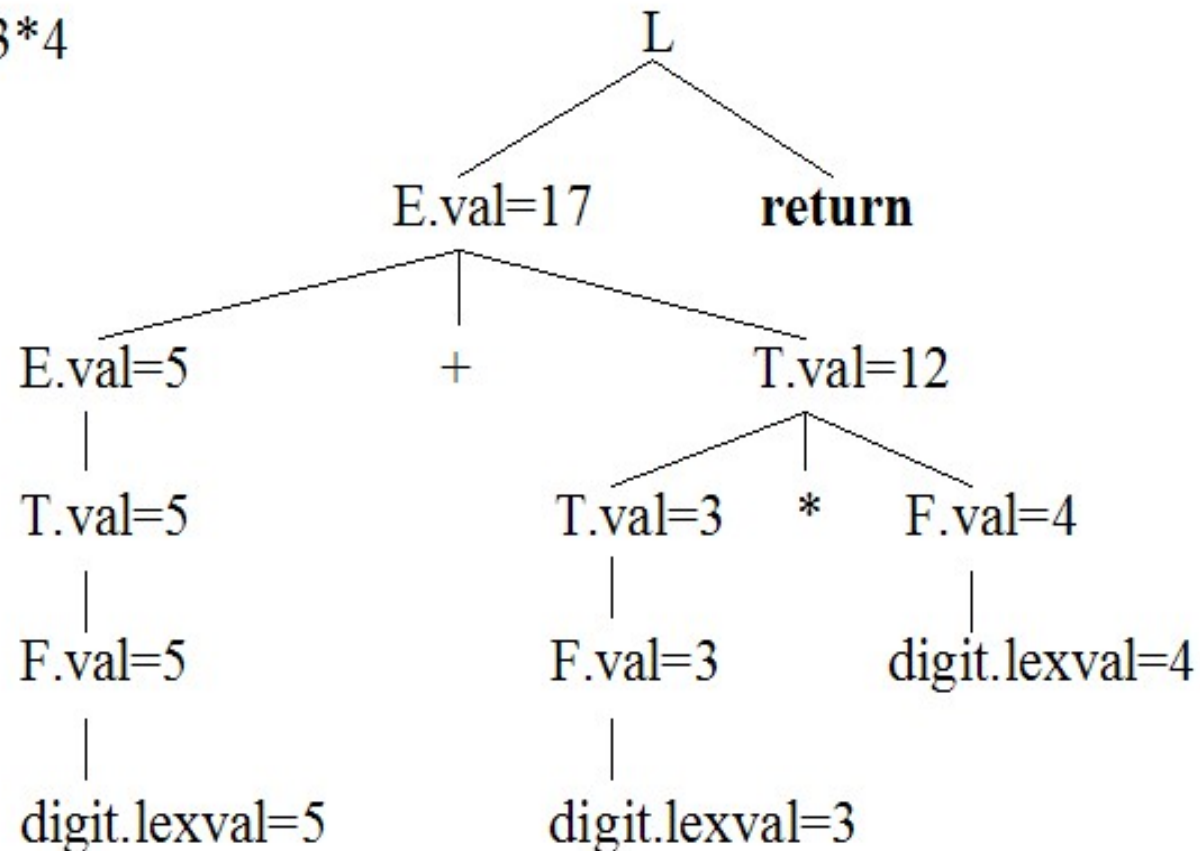 3*4
L
E.val=17 return
E.val=5 + T.val=12
T.val=5 T.val=3 * F.val=4
F.val=5 F.val=3 digit.lexval=4
digit.lexval=5 digit.lexval=3